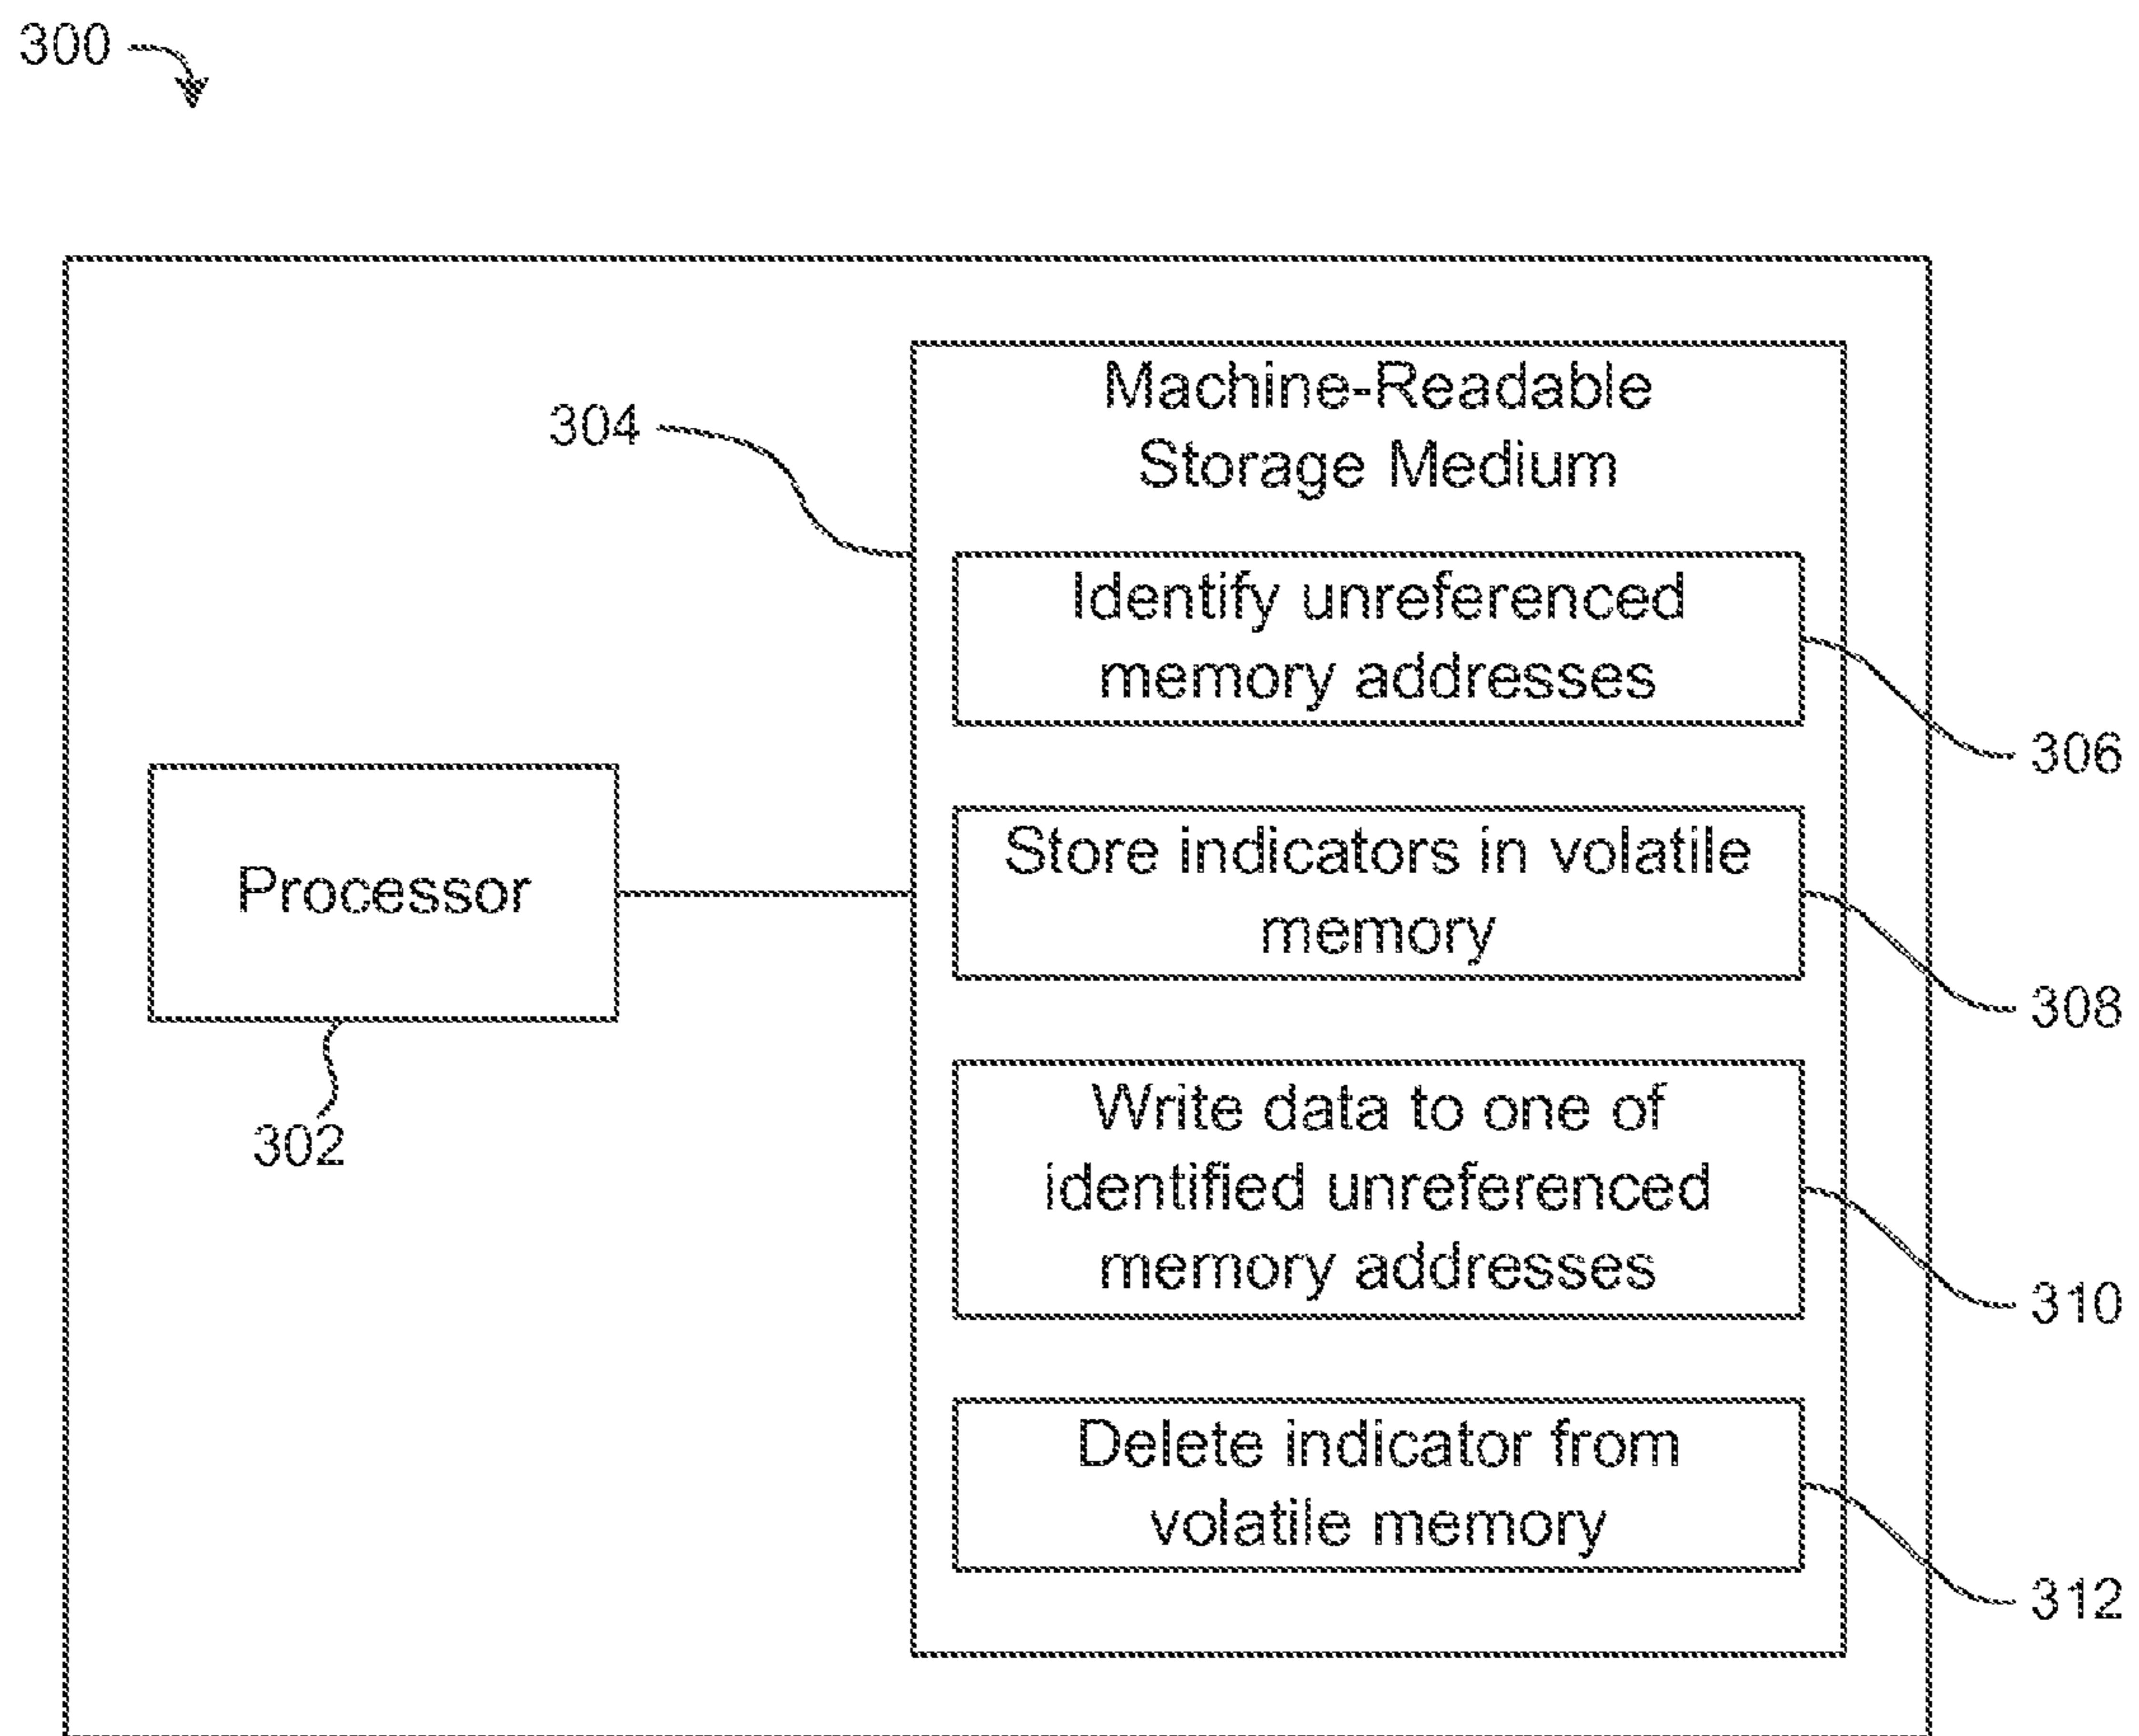 300
304
Machine-Readable
Storage Medium
Identify unreferenced
memory addresses
306
Processor
302
Store indicators in volatile
memory
308
Write data to one of
identified unreferenced
memory addresses
310
Delete indicator from
volatile memory
312